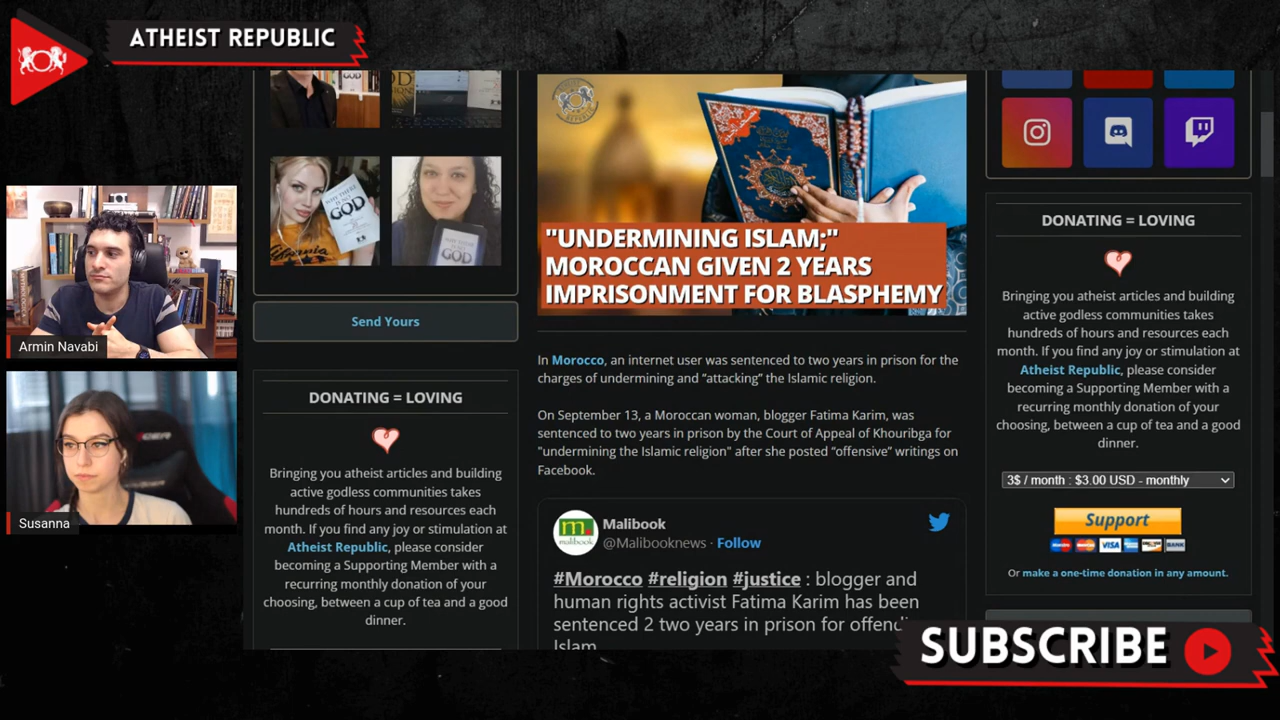 ATHEIST REPUBLIC
Armin Navabi
Susanna
GOD
GOD
Send Yours
DONATING = LOVING
Bringing you atheist articles and building
active godless communities takes
hundreds of hours and resources each
month. If you find any joy or stimulation at
Atheist Republic, please consider
becoming a Supporting Member with a
recurring monthly donation of your
choosing, between a cup of tea and a good
dinner.
"UNDERMINING ISLAM;"
MOROCCAN GIVEN 2 YEARS
IMPRISONMENT FOR BLASPHEMY
In Morocco, an internet user was sentenced to two years in prison for the
charges of undermining and “attacking” the Islamic religion.
On September 13, a Moroccan woman, blogger Fatima Karim, was
sentenced to two years in prison by the Court of Appeal of Khouribga for
"undermining the Islamic religion" after she posted “offensive” writings on
Facebook.
m.
malibook
Malibook
@Malibooknews · Follow
#Morocco #religion #justice : blogger and
human rights activist Fatima Karim has been
sentenced 2 two years in prison for offendi
Islam
DONATING = LOVING
Bringing you atheist articles and building
active godless communities takes
hundreds of hours and resources each
month. If you find any joy or stimulation at
Atheist Republic, please consider
becoming a Supporting Member with a
recurring monthly donation of your
choosing, between a cup of tea and a good
dinner.
3$ / month : $3.00 USD - monthly
Support
VISA
BANK
Or make a one-time donation in any amount.
SUBSCRIBE